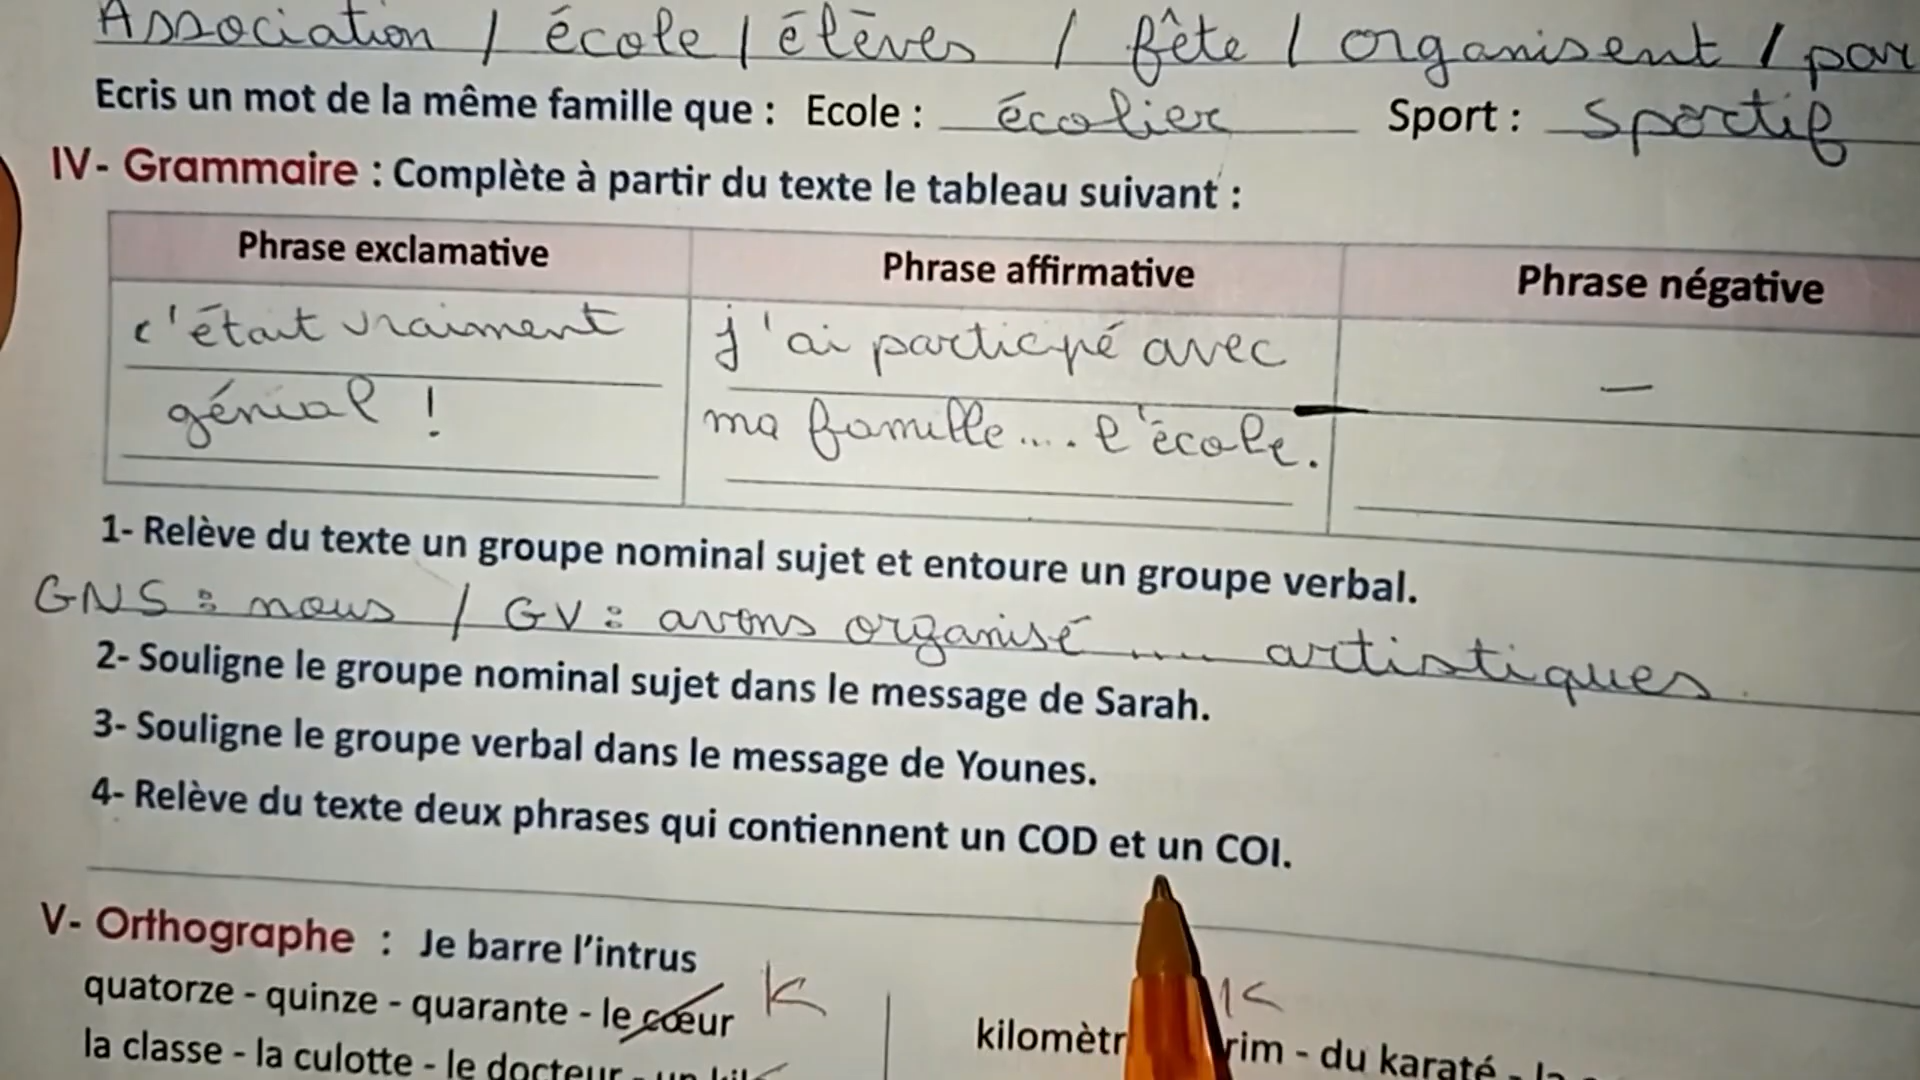 Association / école / élèves / fête / organisent / par
Ecris un mot de la même famille que : Ecole : écolier Sport : sportif
IV- Grammaire : Complète à partir du texte le tableau suivant :
Phrase exclamative Phrase affirmative Phrase négative
c'était vraiment j'ai participé avec —
génial ! ma famille .... l'école.
1- Relève du texte un groupe nominal sujet et entoure un groupe verbal.
GNS : nous / GV : avons organisé ..... artistiques
2- Souligne le groupe nominal sujet dans le message de Sarah.
3- Souligne le groupe verbal dans le message de Younes.
4- Relève du texte deux phrases qui contiennent un COD et un COI.
V- Orthographe : Je barre l'intrus
quatorze - quinze - quarante - le cœur K K
la classe - la culotte - le docteur - un kil kilomètr rim - du karaté - la